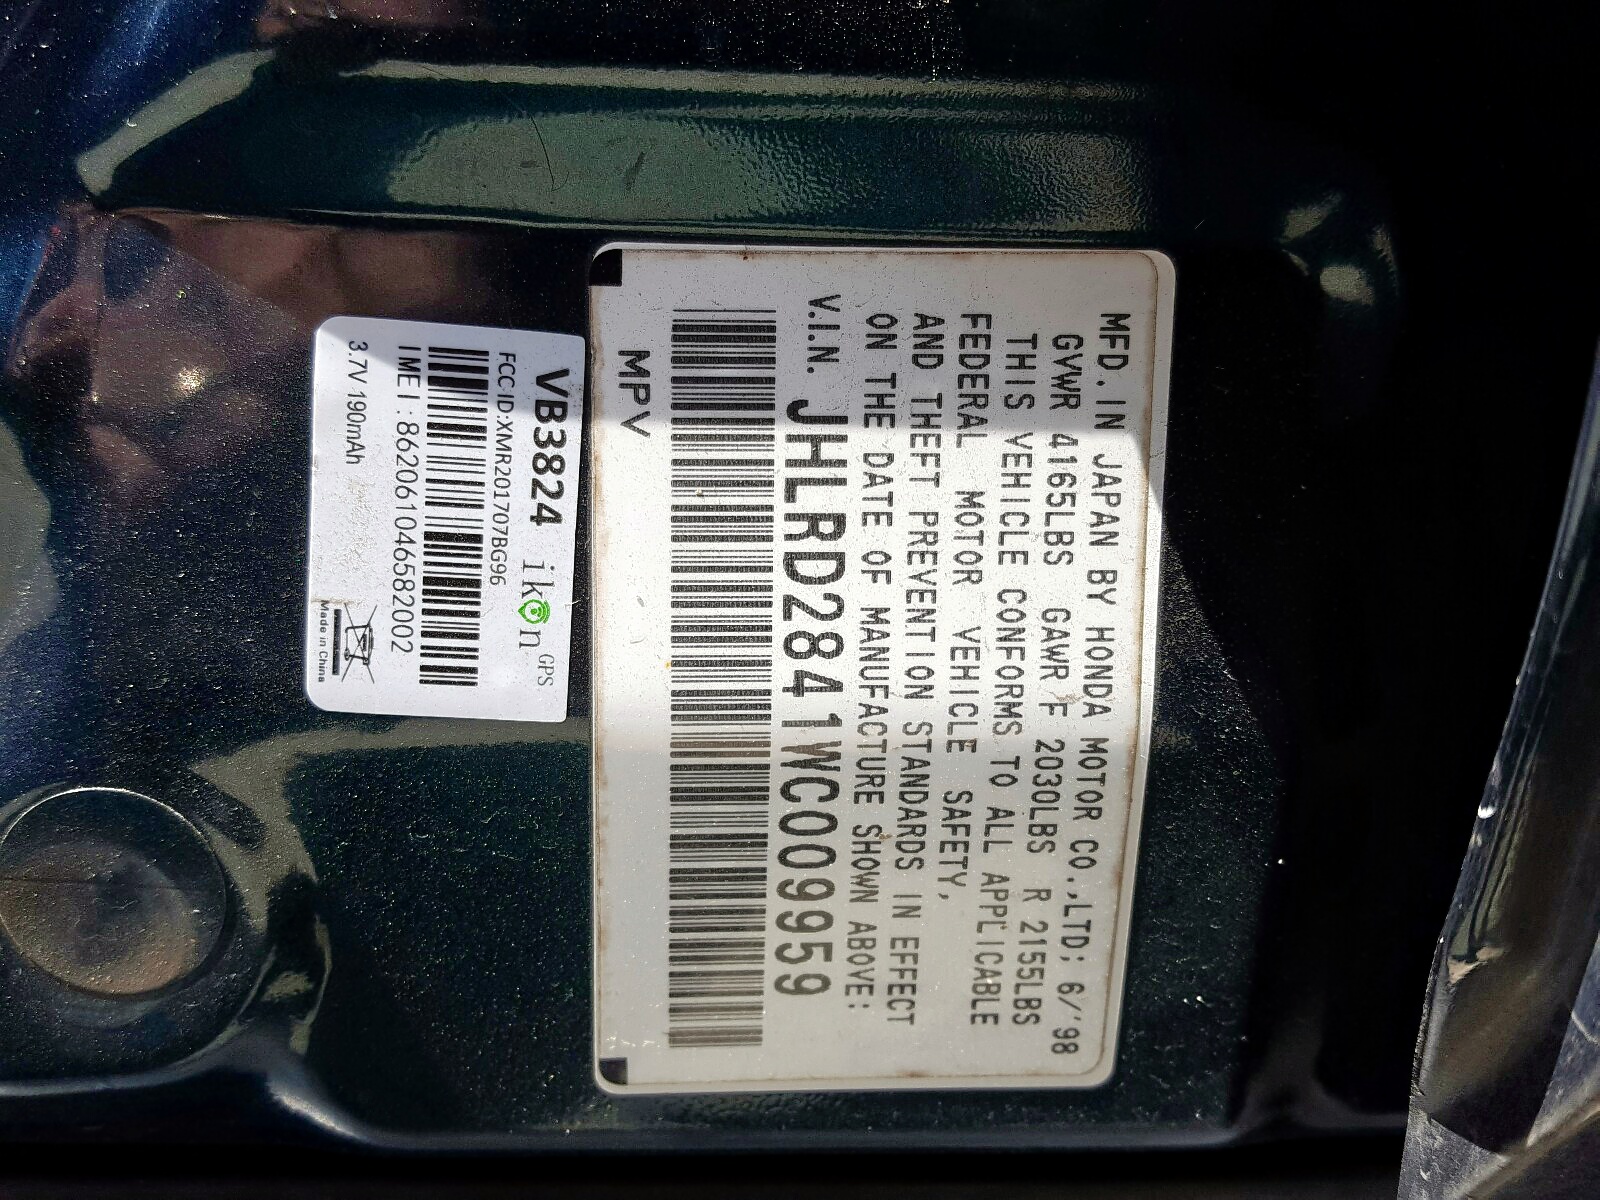 MFD. IN JAPAN BY HONDA MOTOR CO.,LTD; 6/'98
GVWR 4165LBS GAWR F 2030LBS R 2155LBS
THIS VEHICLE CONFORMS TO ALL APPLICABLE
FEDERAL MOTOR VEHICLE SAFETY,
AND THEFT PREVENTION STANDARDS IN EFFECT
ON THE DATE OF MANUFACTURE SHOWN ABOVE:
V.I.N. JHLRD2841WC009959
MPV
VB3824 ikon GPS
FCC ID:XMR201707BG96
IMEI:862061046582002
3.7V 190mAh
Made in China